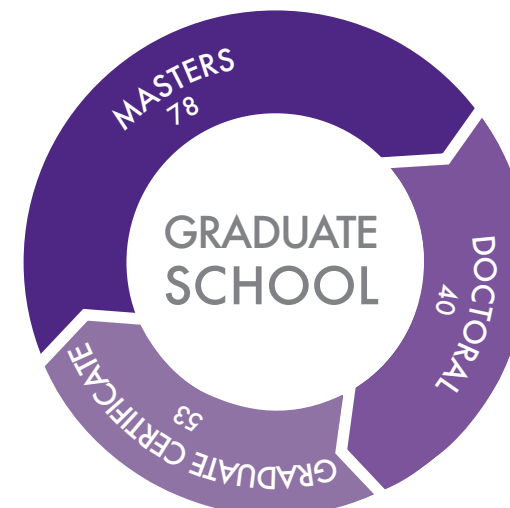 MASTERS
78
GRADUATE
SCHOOL
DOCTORAL
40
GRADUATE CERTIFICATE
53